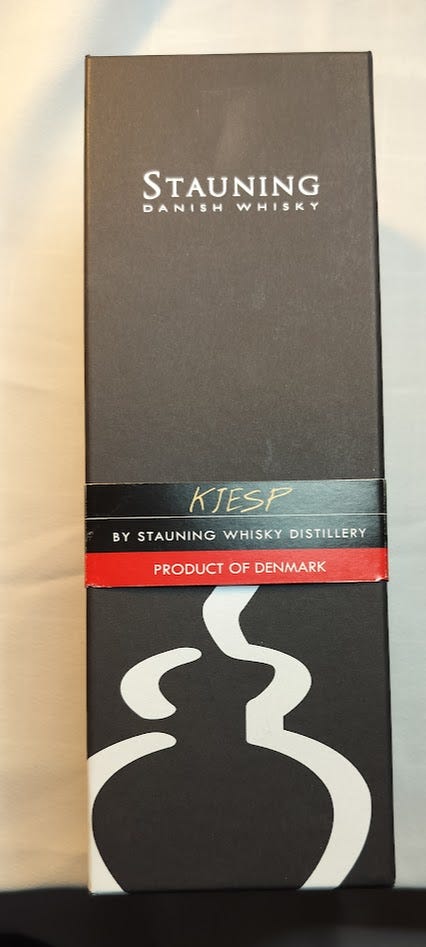 STAUNING
DANISH WHISKY
KJESP
BY STAUNING WHISKY DISTILLERY
PRODUCT OF DENMARK